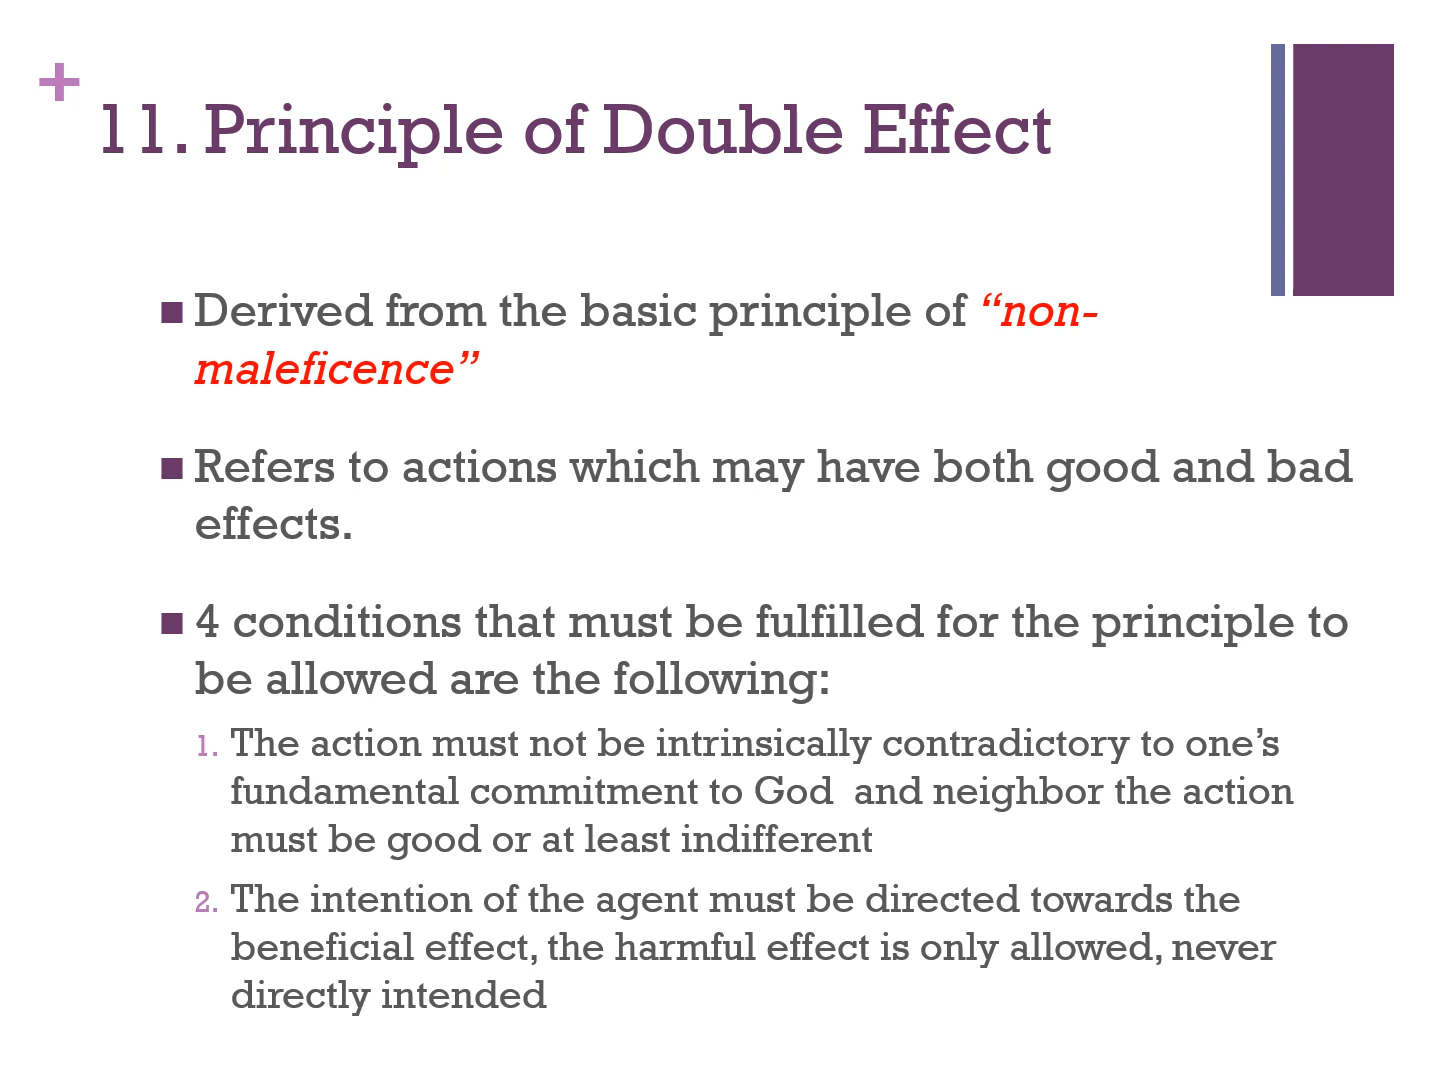 +
11. Principle of Double Effect
■ Derived from the basic principle of “non-
maleficence”
■ Refers to actions which may have both good and bad
effects.
■ 4 conditions that must be fulfilled for the principle to
be allowed are the following:
1. The action must not be intrinsically contradictory to one’s
fundamental commitment to God  and neighbor the action
must be good or at least indifferent
2. The intention of the agent must be directed towards the
beneficial effect, the harmful effect is only allowed, never
directly intended